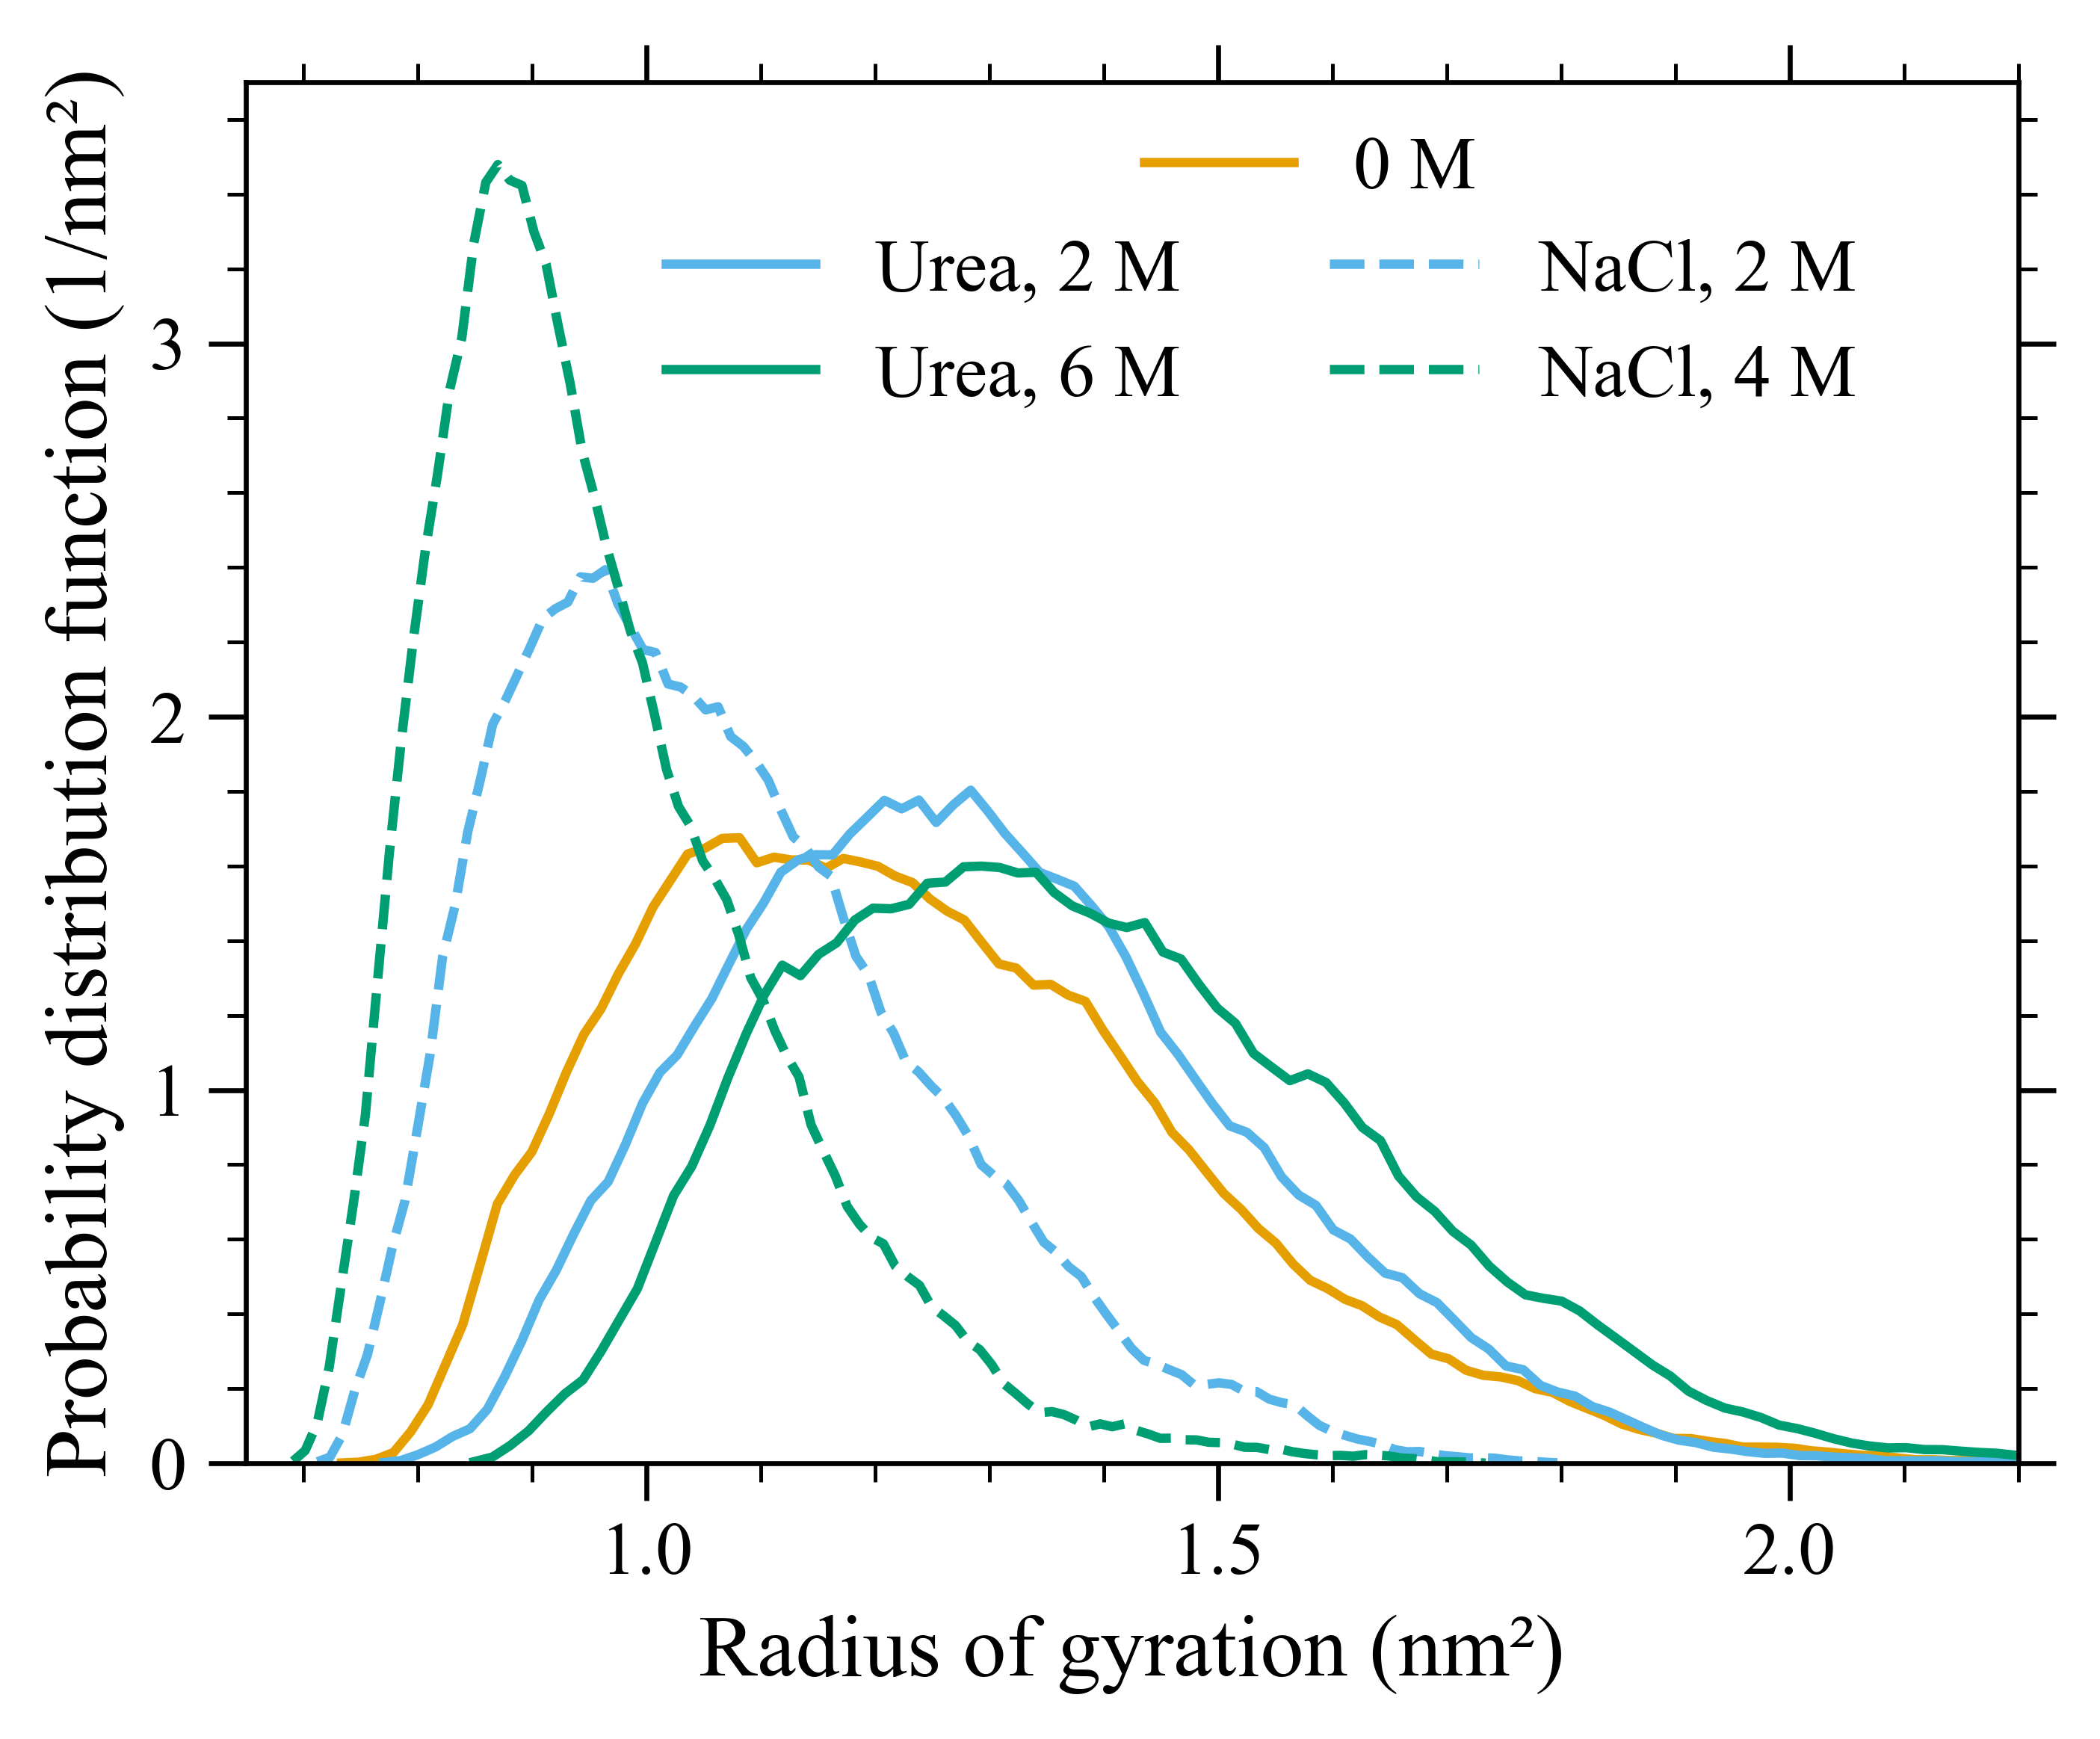 Probability distribution function (1/nm²)
3
2
1
0
0 M
Urea, 2 M
NaCl, 2 M
Urea, 6 M
NaCl, 4 M
1.0
1.5
2.0
Radius of gyration (nm²)